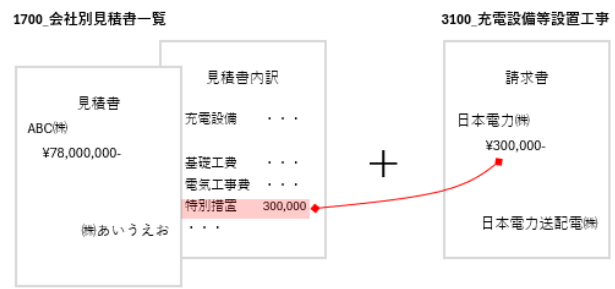 1700_会社別見積書一覧
見積書
ABC㈱
¥78,000,000-
㈱あいうえお
見積書内訳
充電設備 ・・・
基礎工費 ・・・
電気工事費 ・・・
特別措置 300,000
・・・
+
3100_充電設備等設置工事
請求書
日本電力㈱
¥300,000-
日本電力送配電㈱